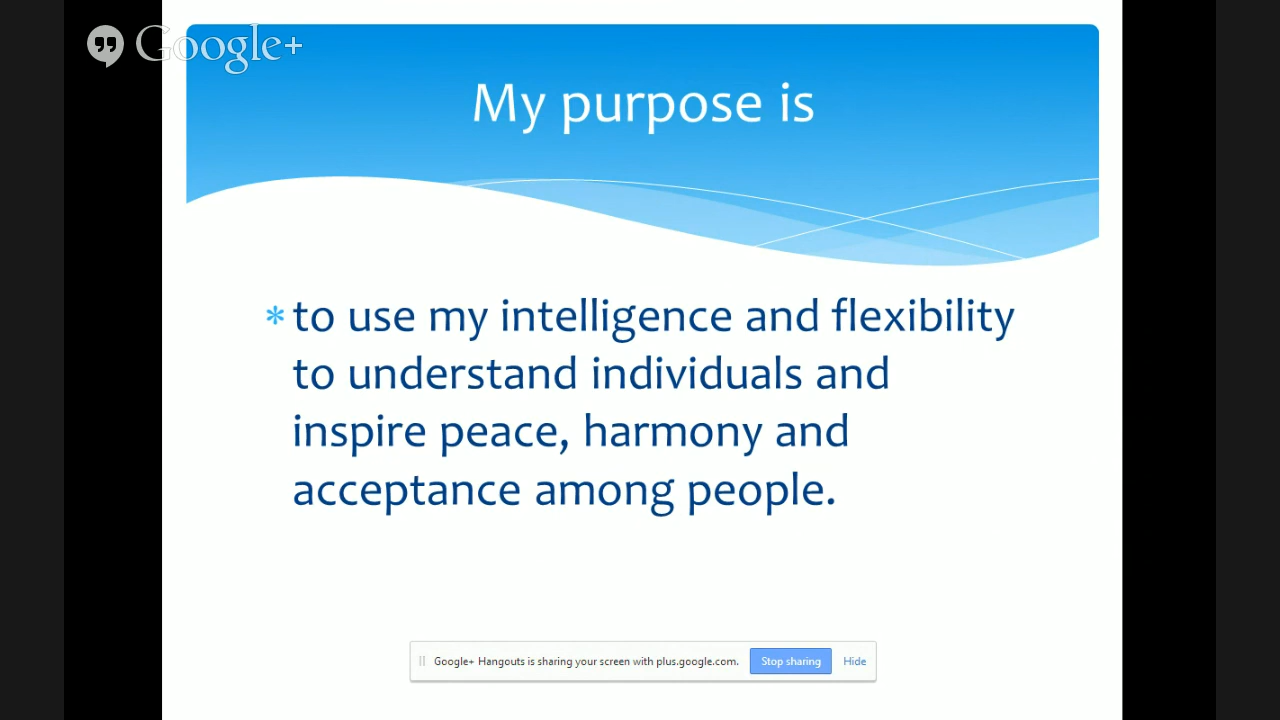 Google+
My purpose is
* to use my intelligence and flexibility
to understand individuals and
inspire peace, harmony and
acceptance among people.
Google+ Hangouts is sharing your screen with plus.google.com. Stop sharing Hide